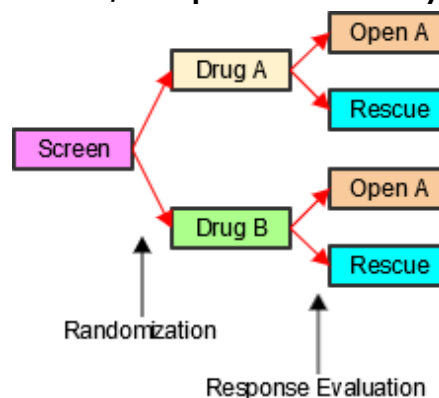 Open A
Drug A
Rescue
Screen
Open A
Drug B
Rescue
Randomization
Response Evaluation